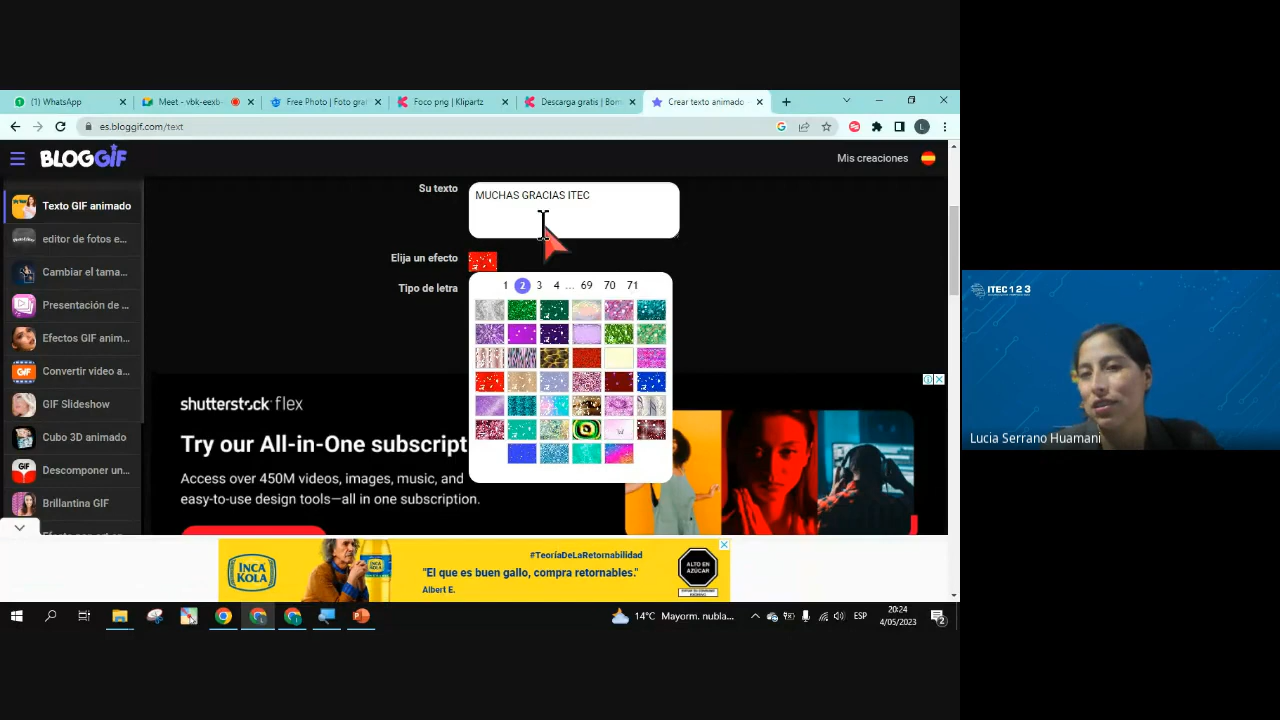 (1) WhatsApp
Meet - vbk-eexb-
Free Photo | Foto gra
Foco png | Klipartz
Descarga gratis | Bom
Crear texto animado
es.bloggif.com/text
L
BLOGGIF
Mis creaciones
Texto GIF animado
editor de fotos e...
Cambiar el tama...
Presentación de ...
Efectos GIF anim...
Convertir video a...
GIF Slideshow
Cubo 3D animado
Descomponer un...
Brillantina GIF
Su texto
MUCHAS GRACIAS ITEC
Elija un efecto
Tipo de letra
1 2 3 4 ... 69 70 71
shutterstock flex
Try our All-in-One subscript
Access over 450M videos, images, music, and
easy-to-use design tools—all in one subscription.
INCA
KOLA
#TeoríaDeLaRetornabilidad
"El que es buen gallo, compra retornables."
Albert E.
ALTO EN
AZÚCAR
14°C Mayorm. nubla...
ESP
20:24
4/05/2023
2
ITEC 1 2 3
Lucia Serrano Huamani